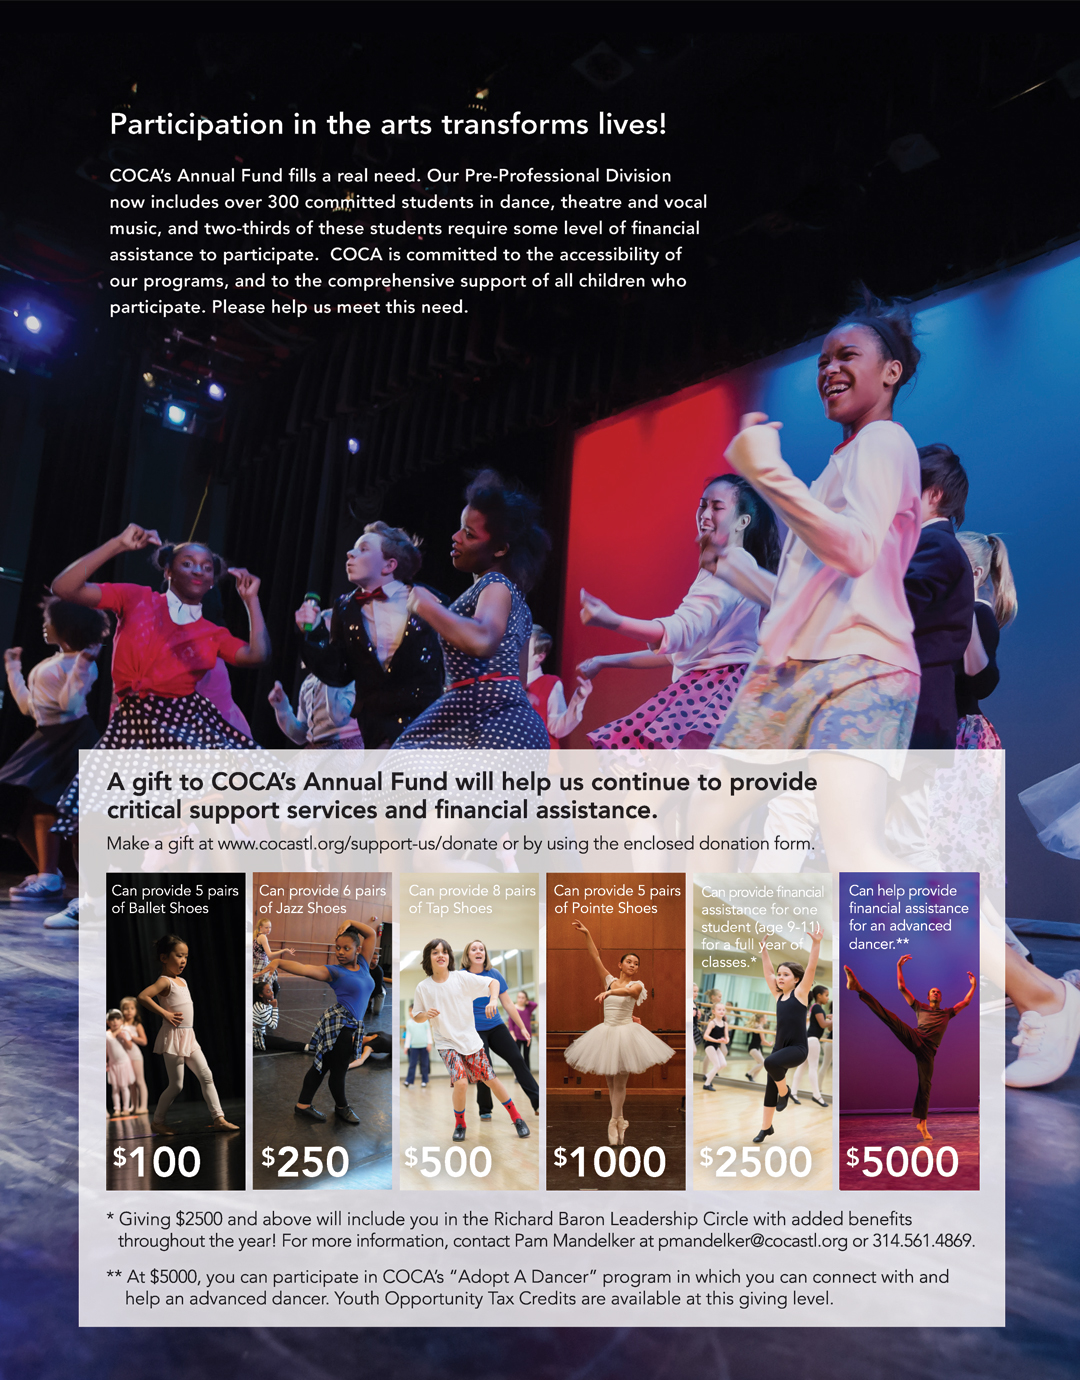 Participation in the arts transforms lives!
COCA's Annual Fund fills a real need. Our Pre-Professional Division
now includes over 300 committed students in dance, theatre and vocal
music, and two-thirds of these students require some level of financial
assistance to participate.  COCA is committed to the accessibility of
our programs, and to the comprehensive support of all children who
participate. Please help us meet this need.
A gift to COCA's Annual Fund will help us continue to provide
critical support services and financial assistance.
Make a gift at www.cocastl.org/support-us/donate or by using the enclosed donation form.
Can provide 5 pairs
of Ballet Shoes
$100
Can provide 6 pairs
of Jazz Shoes
$250
Can provide 8 pairs
of Tap Shoes
$500
Can provide 5 pairs
of Pointe Shoes
$1000
Can provide financial
assistance for one
student (age 9-11)
for a full year of
classes.*
$2500
Can help provide
financial assistance
for an advanced
dancer.**
$5000
* Giving $2500 and above will include you in the Richard Baron Leadership Circle with added benefits
throughout the year! For more information, contact Pam Mandelker at pmandelker@cocastl.org or 314.561.4869.
** At $5000, you can participate in COCA's "Adopt A Dancer" program in which you can connect with and
help an advanced dancer. Youth Opportunity Tax Credits are available at this giving level.